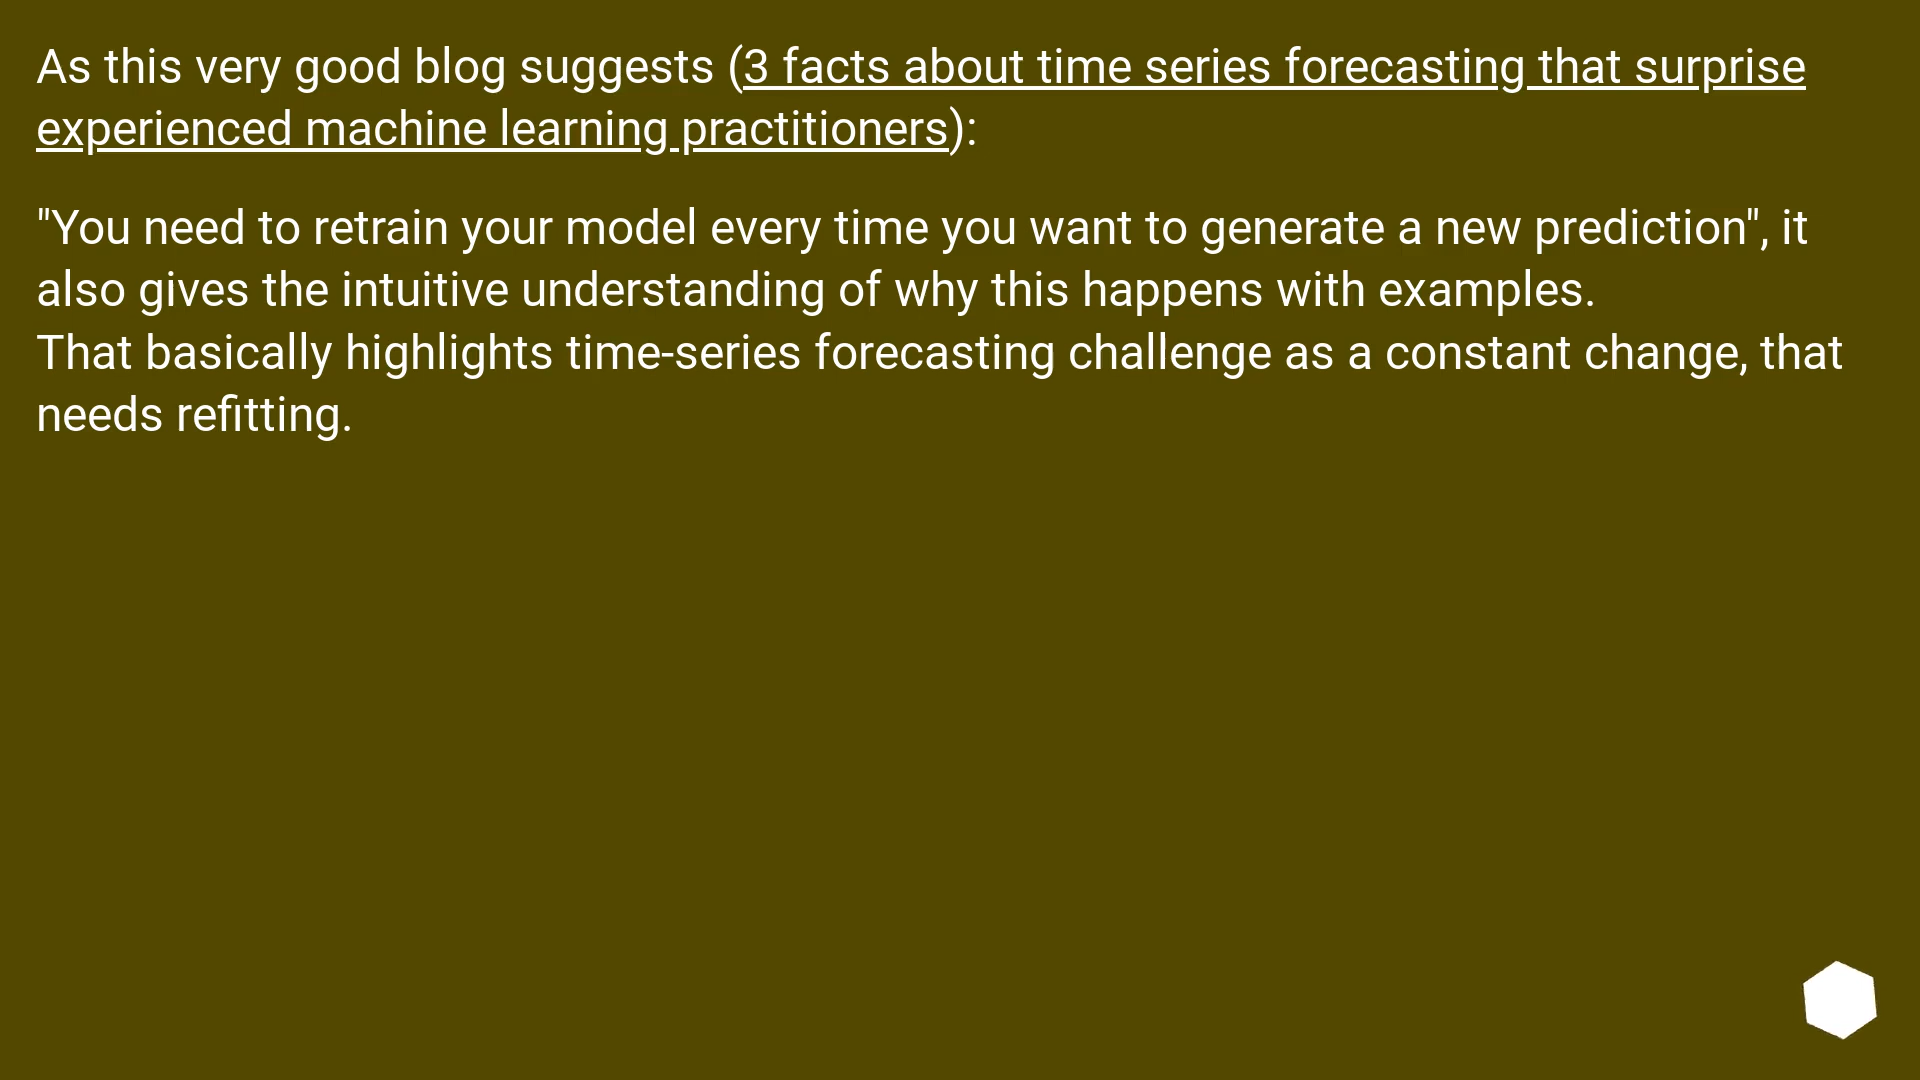 As this very good blog suggests (3 facts about time series forecasting that surprise
experienced machine learning practitioners):
"You need to retrain your model every time you want to generate a new prediction", it
also gives the intuitive understanding of why this happens with examples.
That basically highlights time-series forecasting challenge as a constant change, that
needs refitting.